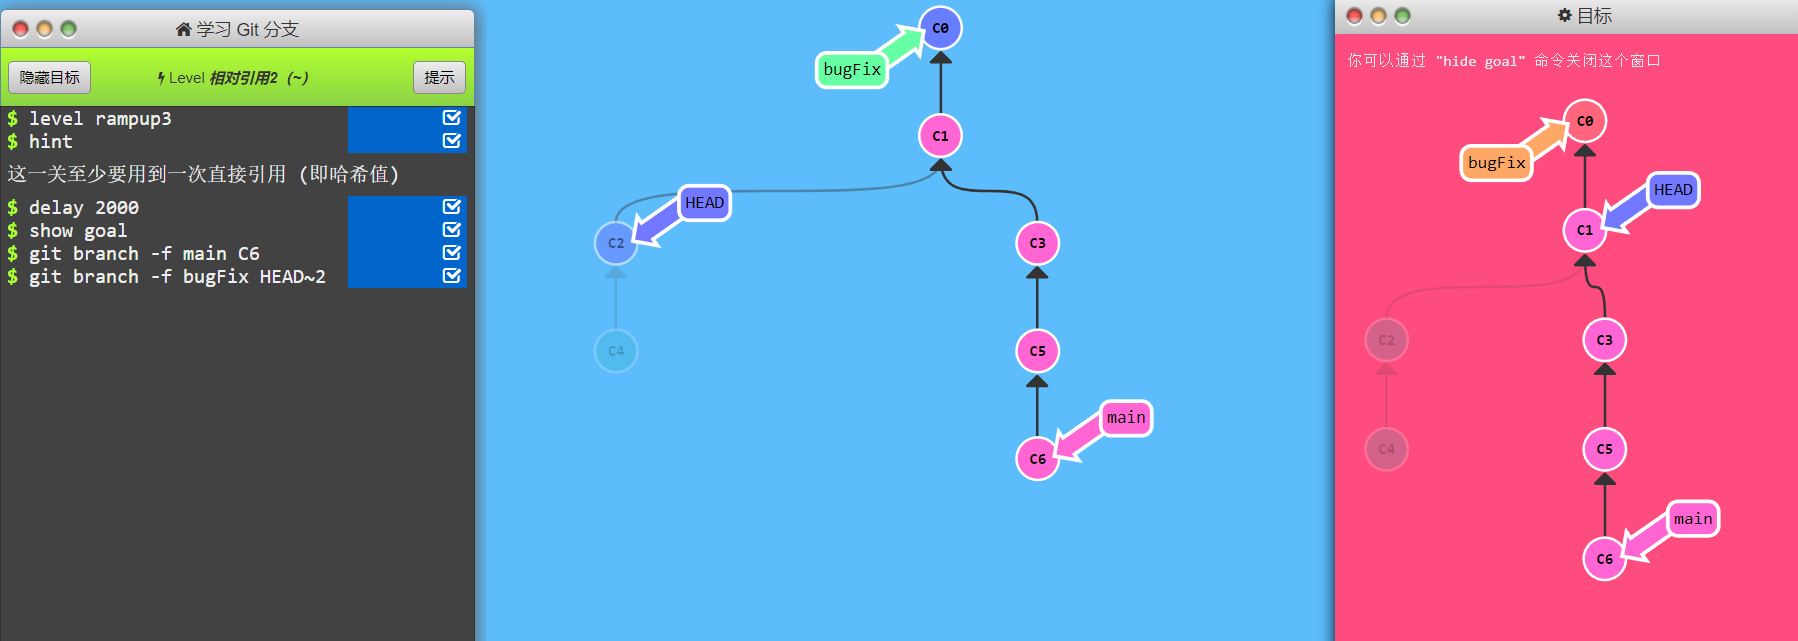 学习 Git 分支
隐藏目标
Level 相对引用2（~）
提示
$ level rampup3
$ hint
这一关至少要用到一次直接引用 (即哈希值)
$ delay 2000
$ show goal
$ git branch -f main C6
$ git branch -f bugFix HEAD~2
C0
bugFix
C1
HEAD
C2
C3
C4
C5
main
C6
目标
你可以通过 "hide goal" 命令关闭这个窗口
C0
bugFix
HEAD
C1
C2
C3
C4
C5
main
C6